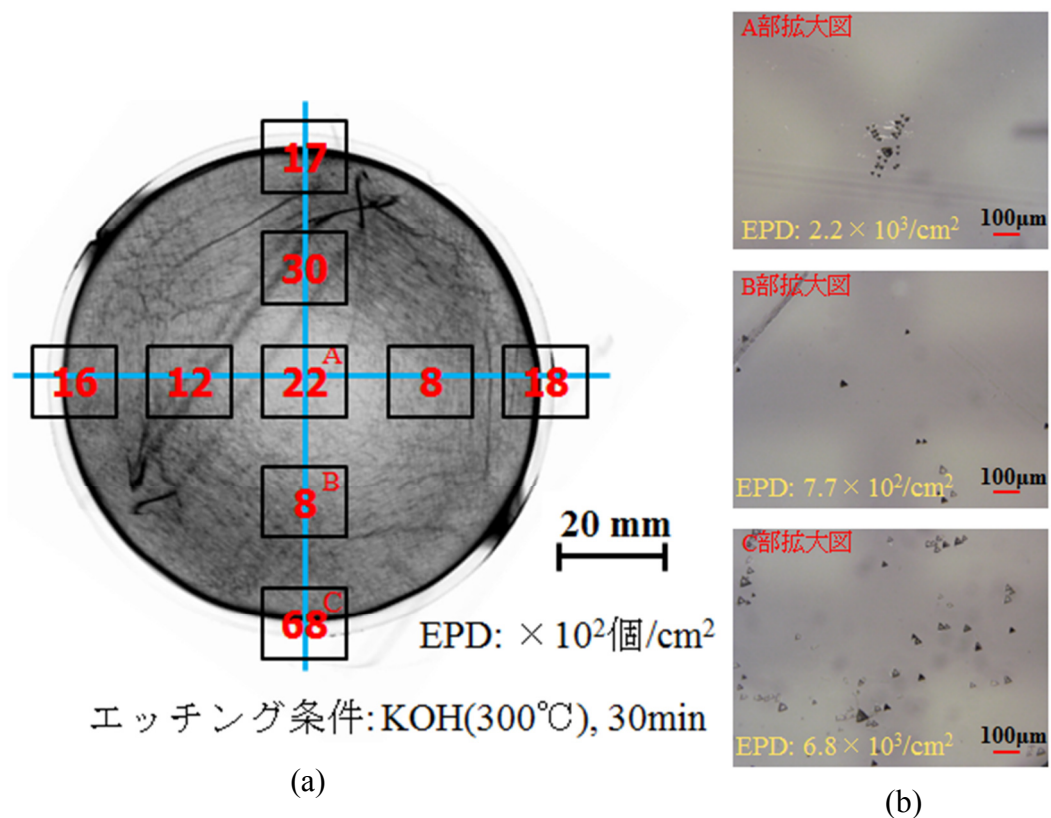 17
30
A
16 12 22 8 18
B
8
C
68
20 mm
EPD: ×10²個/cm²
エッチング条件:KOH(300℃), 30min
(a)
A部拡大図
EPD: 2.2×10³/cm²
100μm
B部拡大図
EPD: 7.7×10²/cm²
100μm
C部拡大図
EPD: 6.8×10³/cm²
100μm
(b)